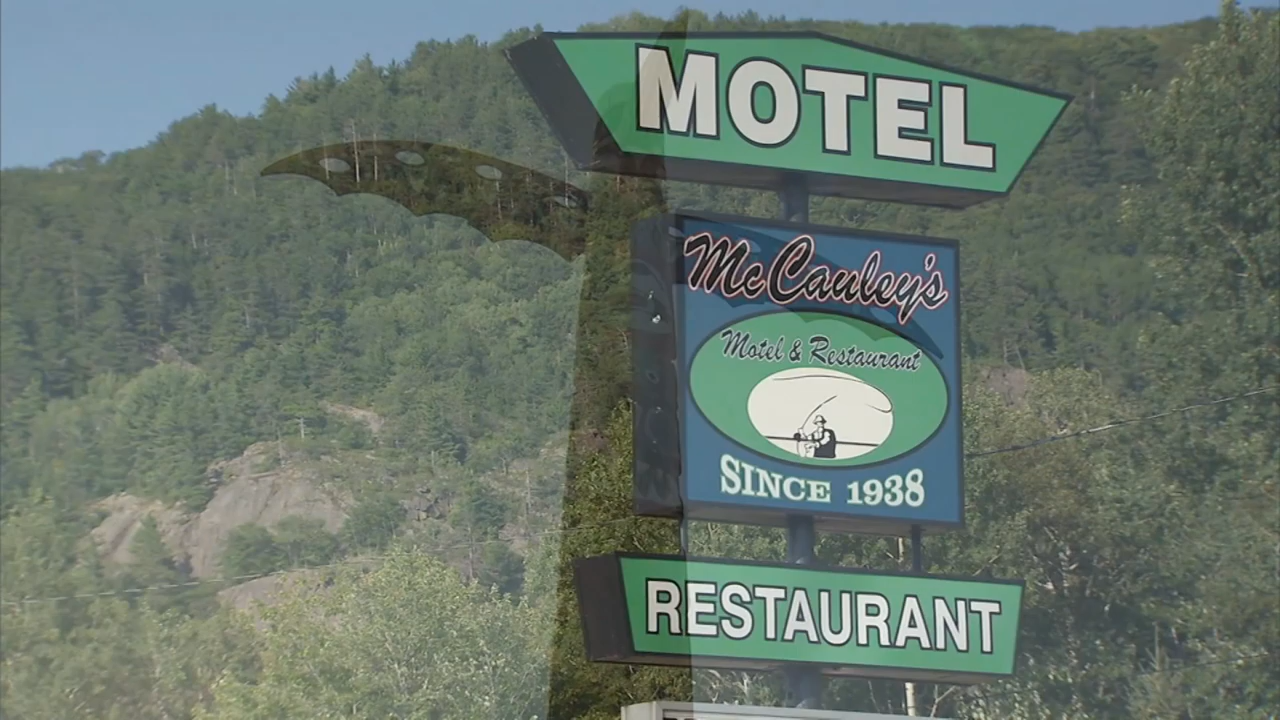 MOTEL
McCauley's
Motel & Restaurant
SINCE 1938
RESTAURANT